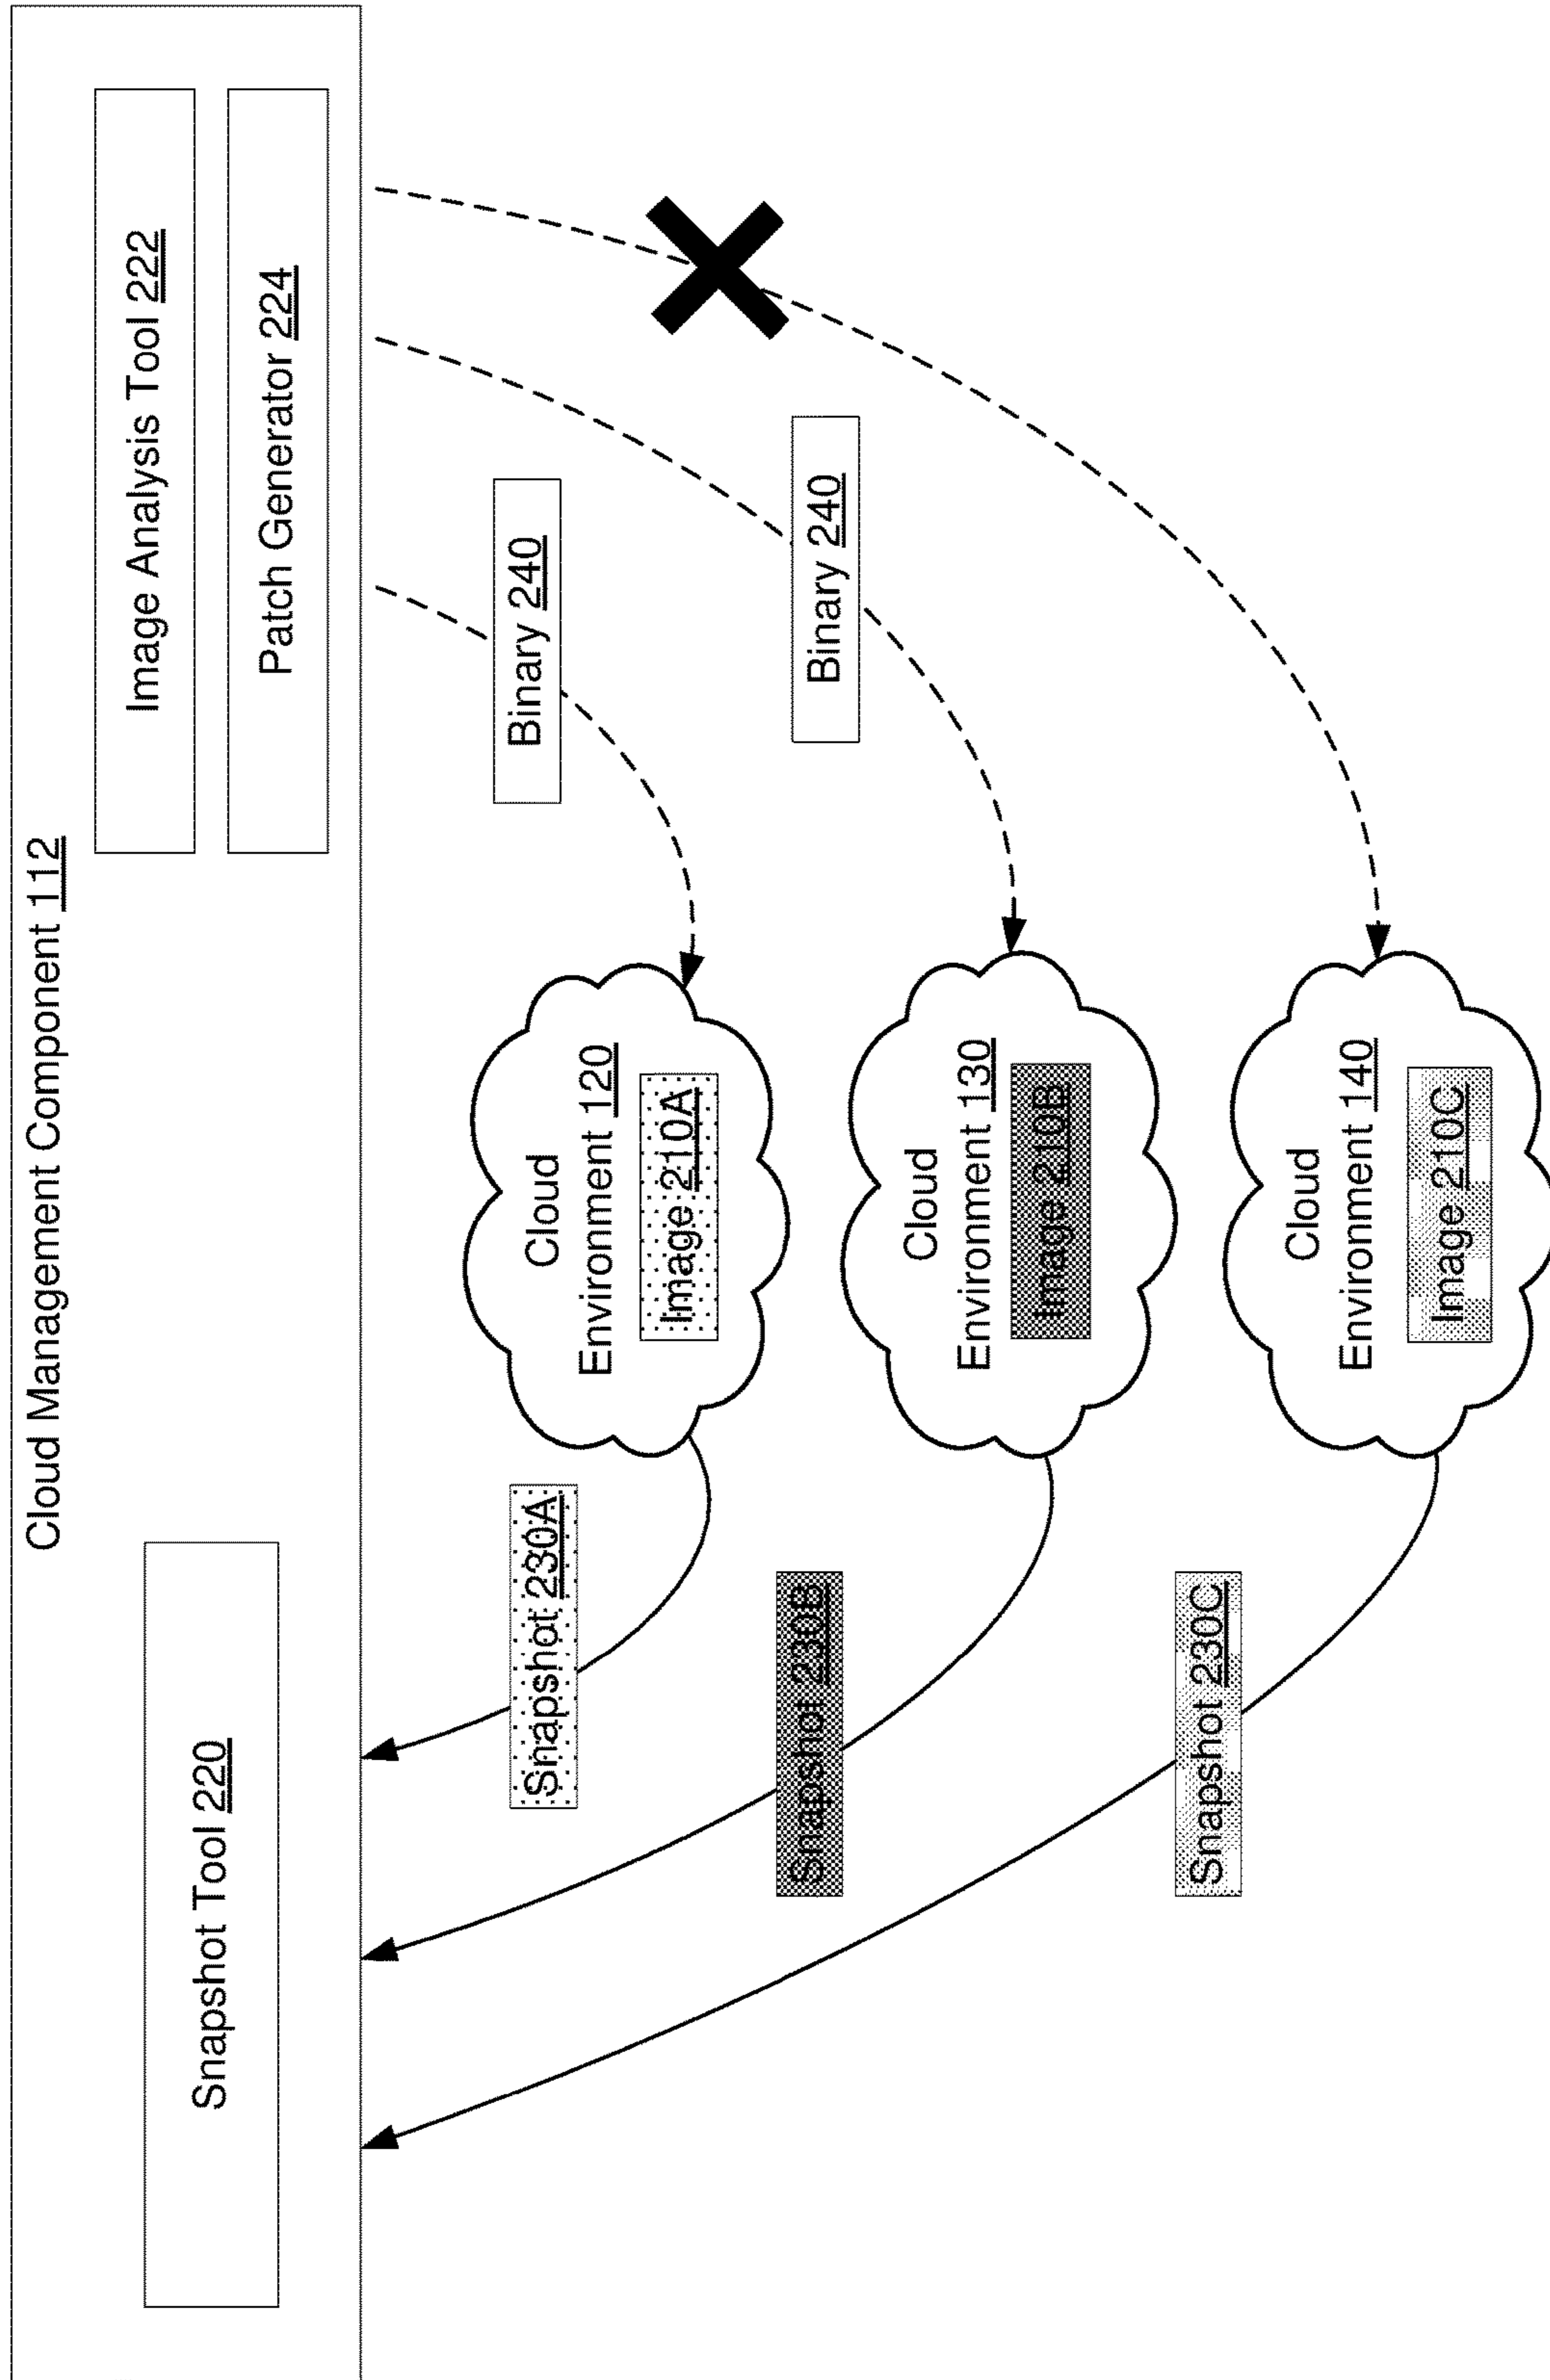 Cloud Management Component 112
Snapshot Tool 220
Image Analysis Tool 222
Patch Generator 224
Snapshot 230A
Cloud
Environment 120
Image 210A
Binary 240
Snapshot 230B
Cloud
Environment 130
Image 210B
Binary 240
Snapshot 230C
Cloud
Environment 140
Image 210C